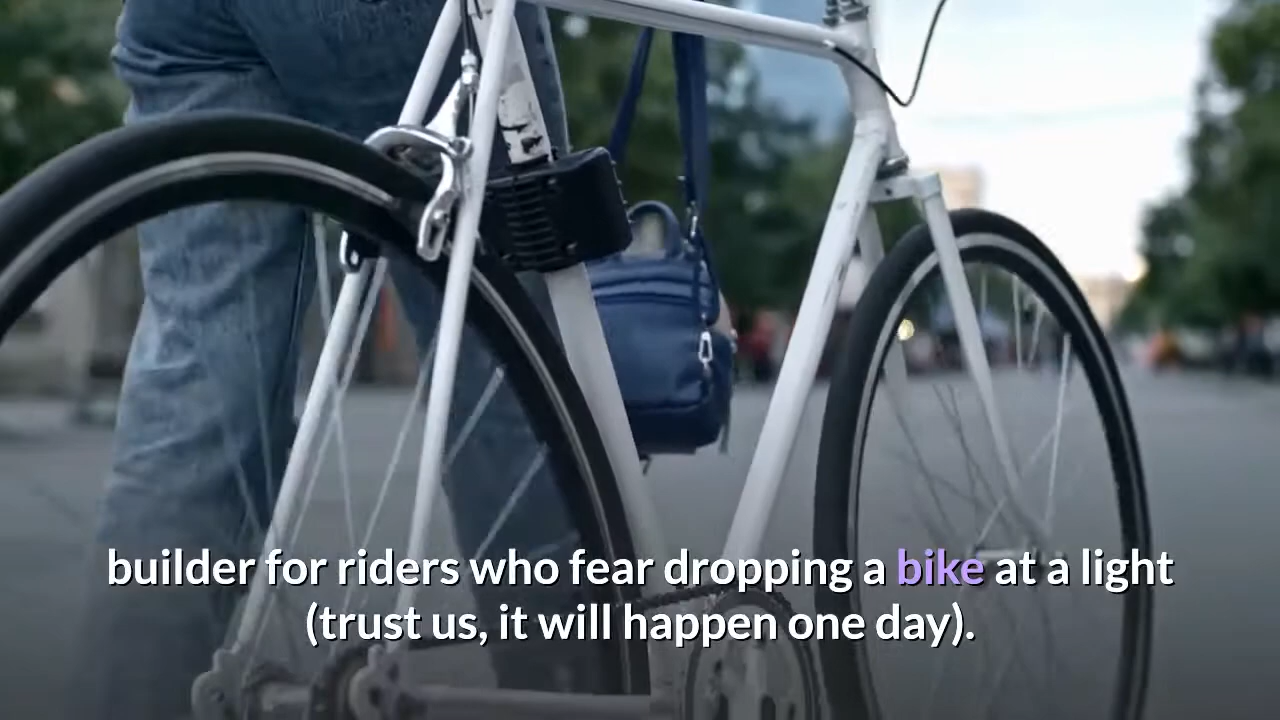 builder for riders who fear dropping a bike at a light
(trust us, it will happen one day).